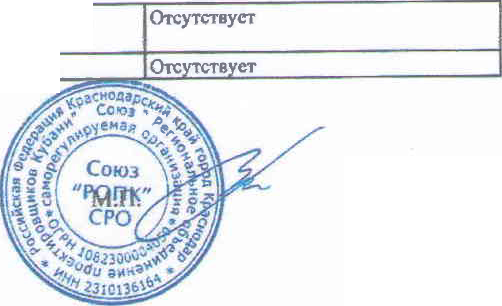 Отсутствует
Отсутствует
Российская Федерация Краснодарский край город Краснодар
* ИНН 2310136164 *
Союз "Региональное объединение проектировщиков Кубани"
* саморегулируемая организация *
ОГРН 1082300004050
Союз
"РОПК"
СРО
М.П.